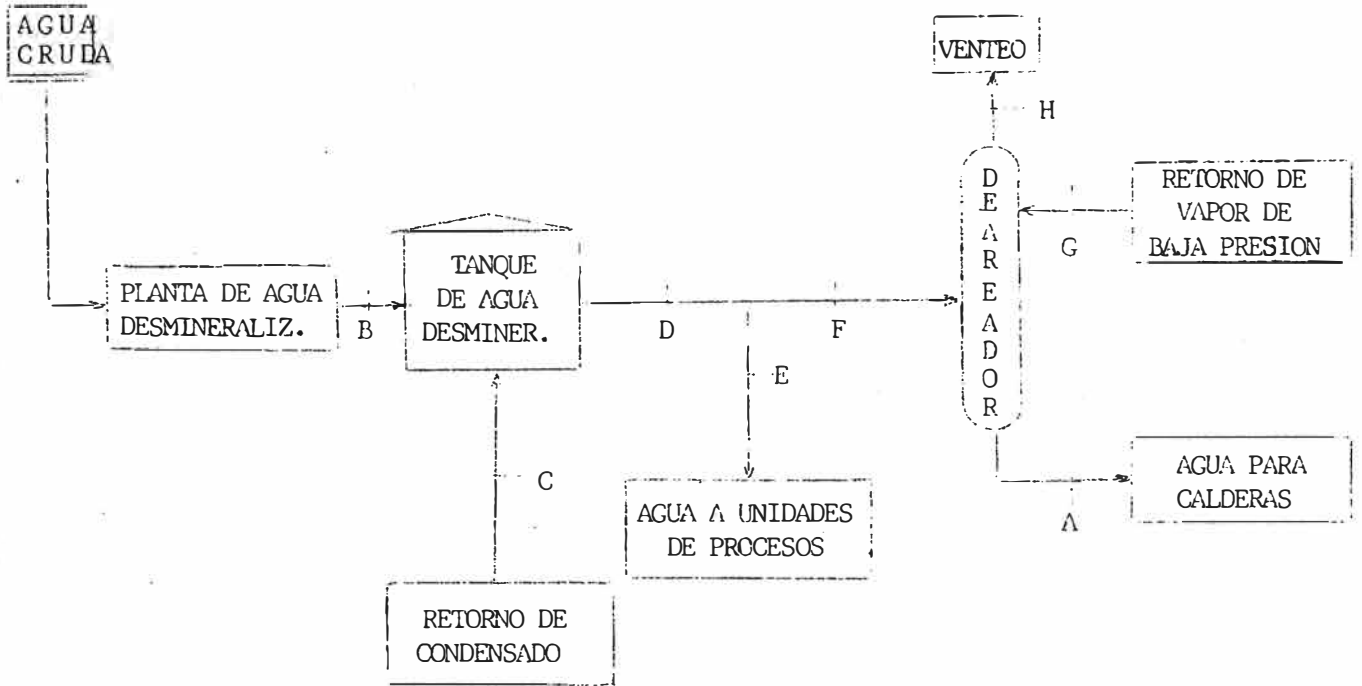 AGUA
CRUDA
VENTEO
H
DEAREADOR
RETORNO DE
VAPOR DE
BAJA PRESION
G
PLANTA DE AGUA
DESMINERALIZ.
B
TANQUE
DE AGUA
DESMINER.
D
F
E
C
AGUA A UNIDADES
DE PROCESOS
AGUA PARA
CALDERAS
A
RETORNO DE
CONDENSADO